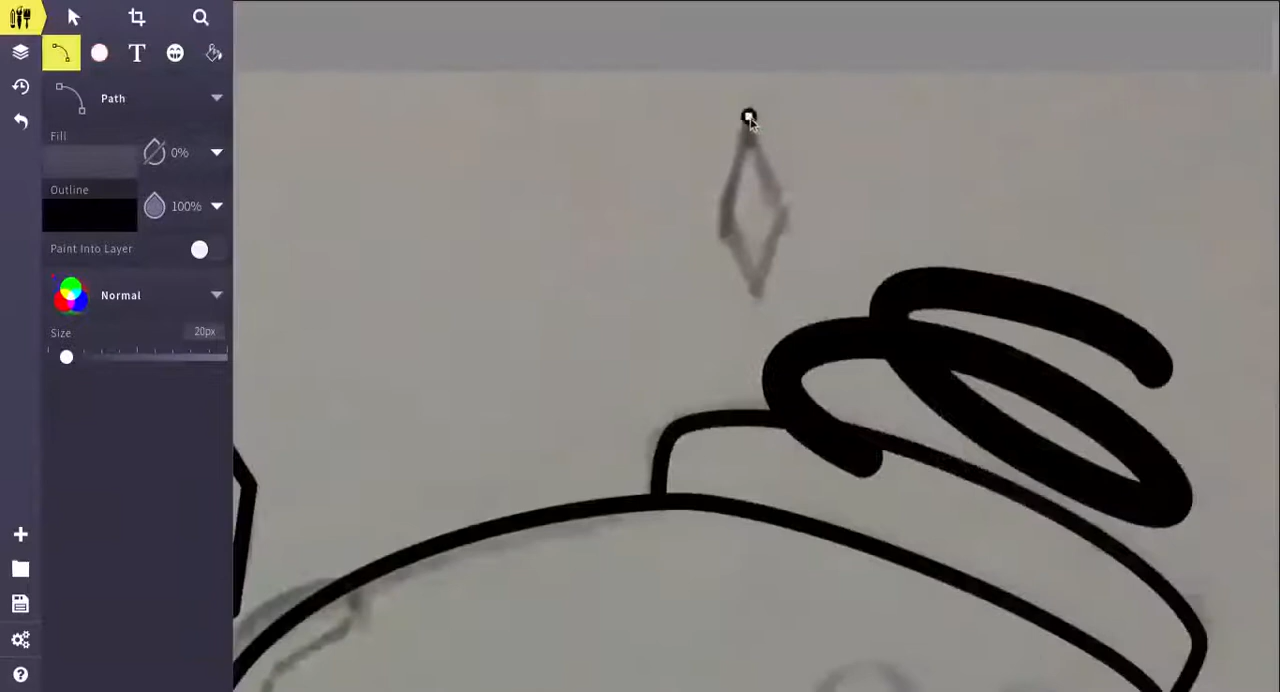 T
Path
Fill
0%
Outline
100%
Paint Into Layer
Normal
Size
20px
?